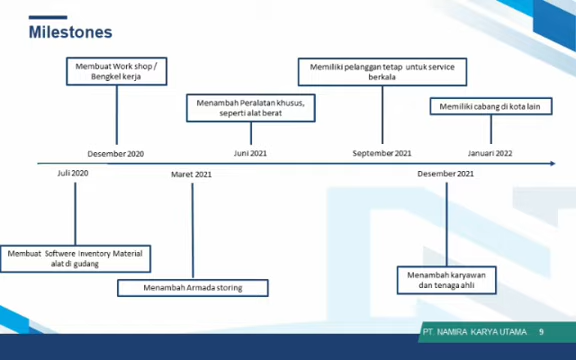 Milestones
Membuat Work shop /
Bengkel kerja
Memiliki pelanggan tetap untuk service
berkala
Menambah Peralatan khusus,
seperti alat berat
Memiliki cabang di kota lain
Desember 2020
Juni 2021
September 2021
Januari 2022
Juli 2020
Maret 2021
Desember 2021
Membuat Softwere Inventory Material
alat di gudang
Menambah Armada storing
Menambah karyawan
dan tenaga ahli
PT. NAMIRA KARYA UTAMA 9